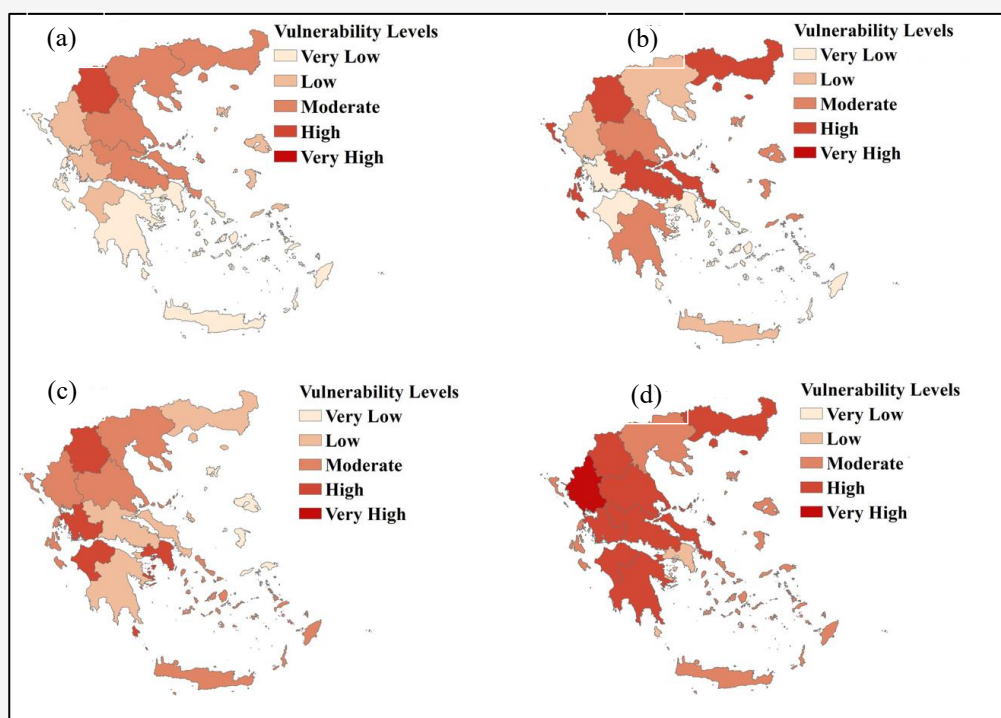 (a)
Vulnerability Levels
Very Low
Low
Moderate
High
Very High
(b)
Vulnerability Levels
Very Low
Low
Moderate
High
Very High
(c)
Vulnerability Levels
Very Low
Low
Moderate
High
Very High
(d)
Vulnerability Levels
Very Low
Low
Moderate
High
Very High